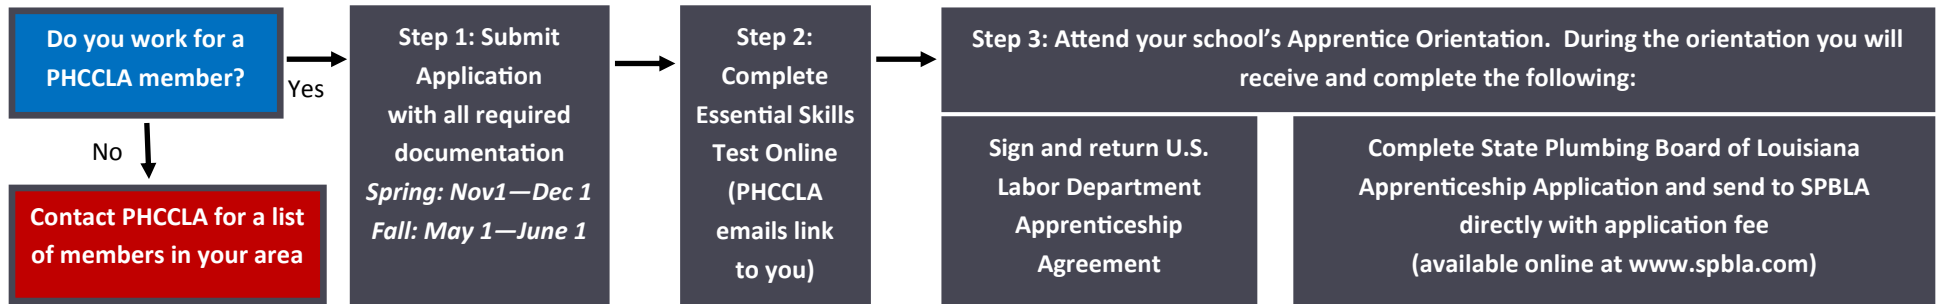 Do you work for a
PHCCLA member?
Yes
No
Contact PHCCLA for a list
of members in your area
Step 1: Submit
Application
with all required
documentation
Spring: Nov1—Dec 1
Fall: May 1—June 1
Step 2:
Complete
Essential Skills
Test Online
(PHCCLA
emails link
to you)
Step 3: Attend your school’s Apprentice Orientation.  During the orientation you will
receive and complete the following:
Sign and return U.S.
Labor Department
Apprenticeship
Agreement
Complete State Plumbing Board of Louisiana
Apprenticeship Application and send to SPBLA
directly with application fee
(available online at www.spbla.com)